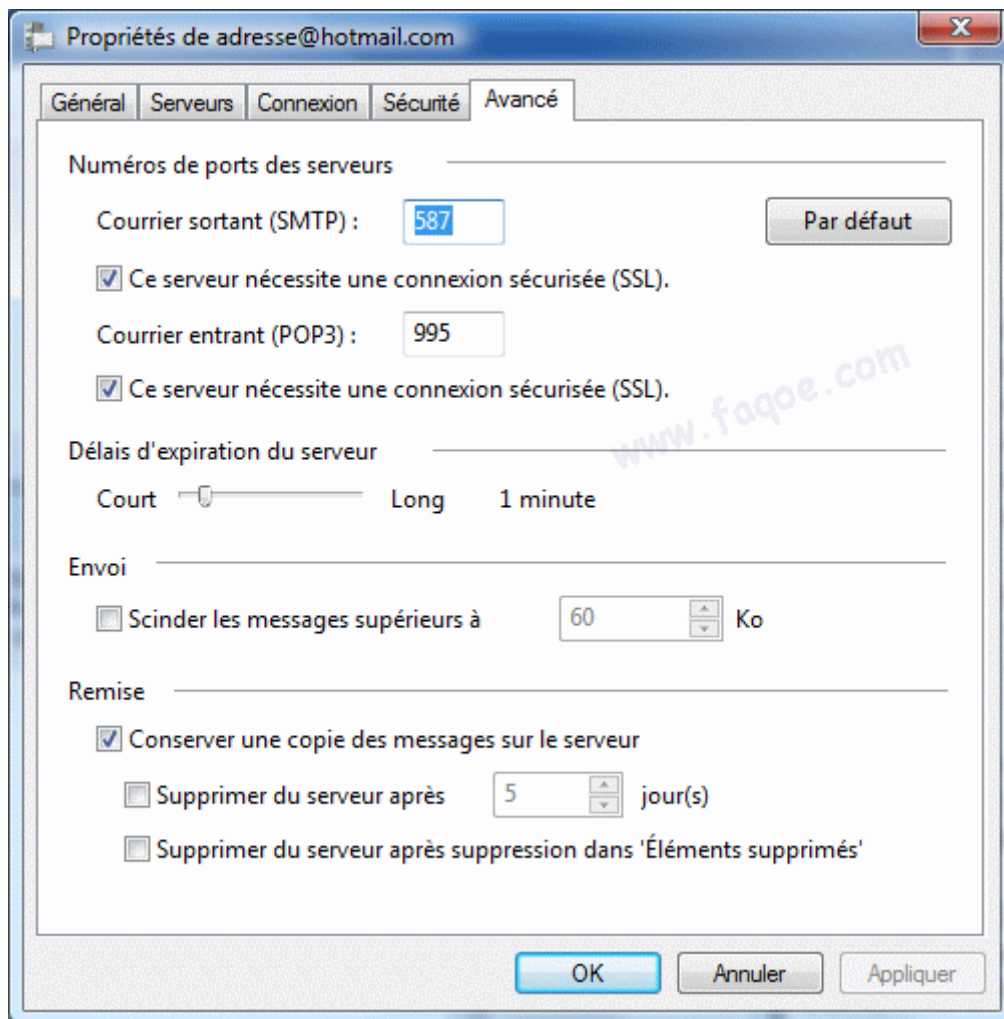 Propriétés de adresse@hotmail.com
Général Serveurs Connexion Sécurité Avancé
Numéros de ports des serveurs
Courrier sortant (SMTP) : 587 Par défaut
Ce serveur nécessite une connexion sécurisée (SSL).
Courrier entrant (POP3) : 995
Ce serveur nécessite une connexion sécurisée (SSL).
www.faqoe.com
Délais d'expiration du serveur
Court Long 1 minute
Envoi
Scinder les messages supérieurs à 60 Ko
Remise
Conserver une copie des messages sur le serveur
Supprimer du serveur après 5 jour(s)
Supprimer du serveur après suppression dans 'Éléments supprimés'
OK Annuler Appliquer